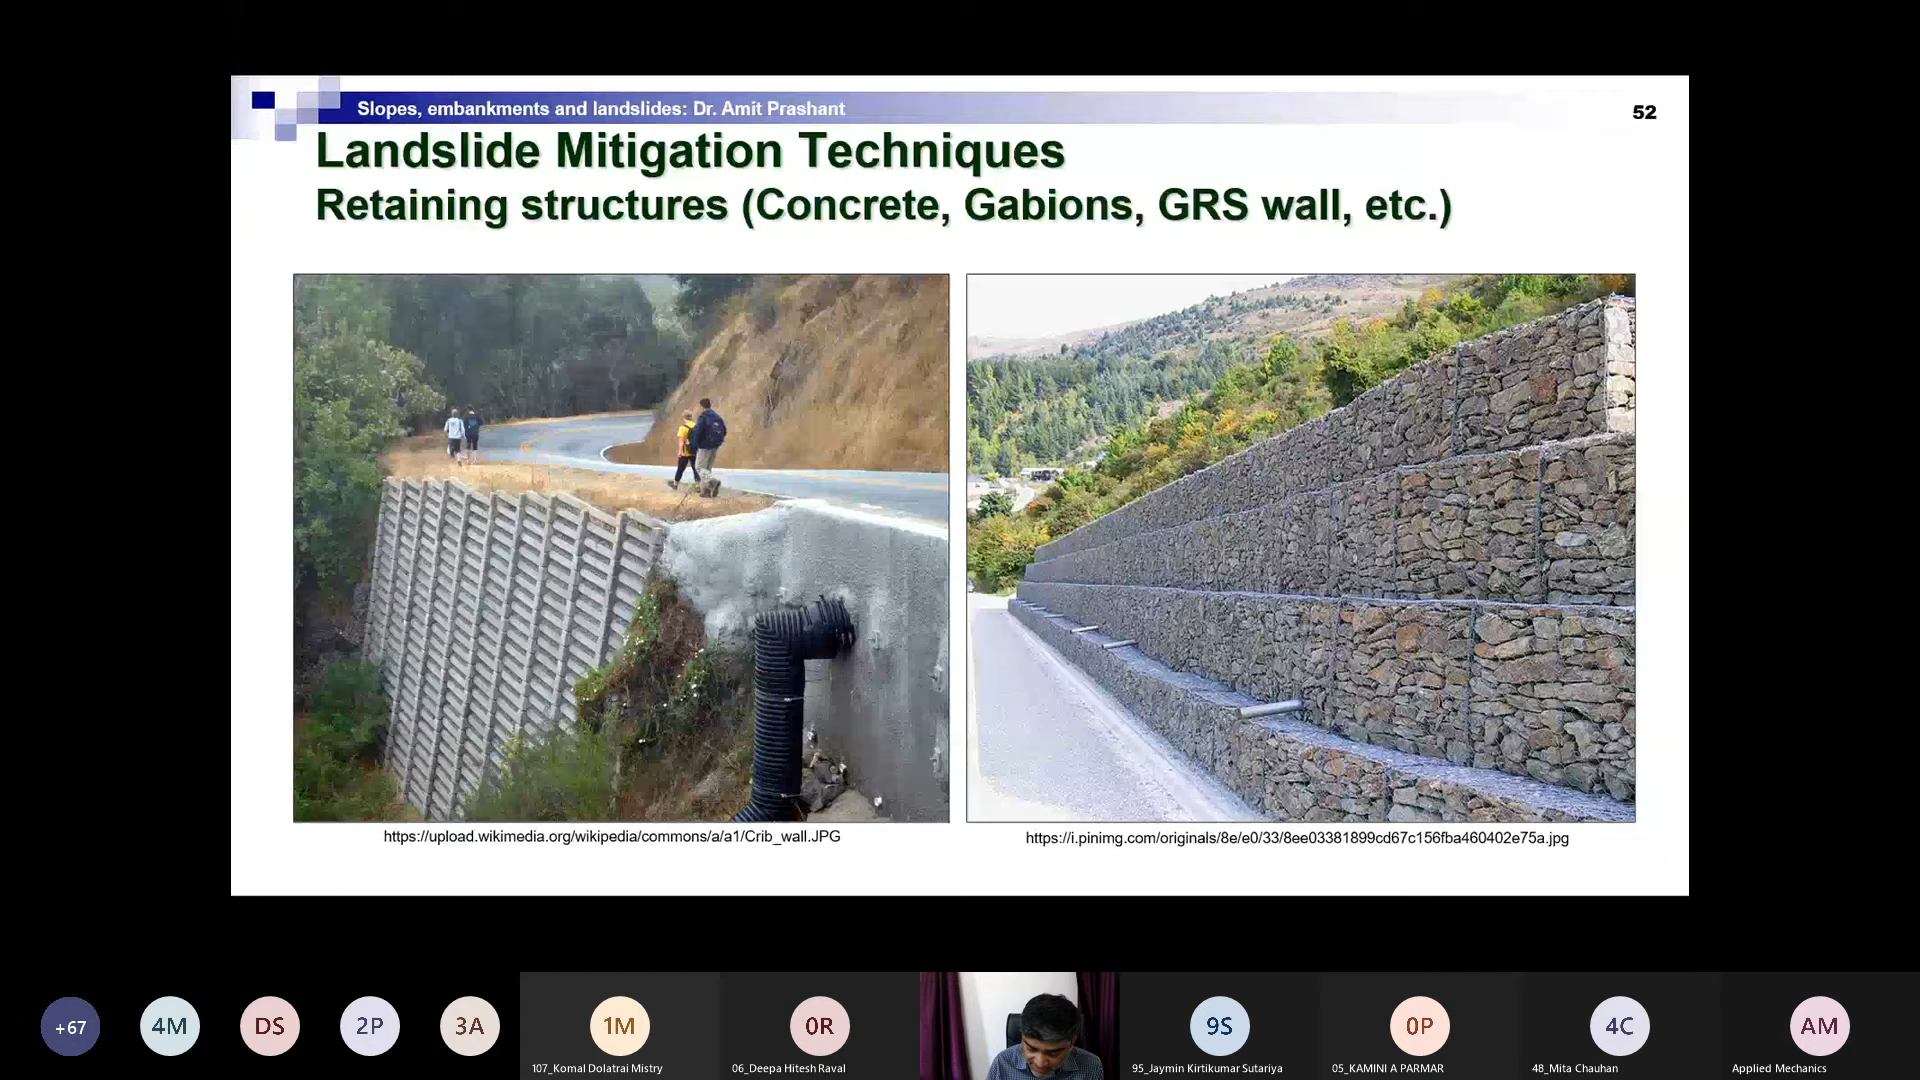 Slopes, embankments and landslides: Dr. Amit Prashant
52
Landslide Mitigation Techniques
Retaining structures (Concrete, Gabions, GRS wall, etc.)
https://upload.wikimedia.org/wikipedia/commons/a/a1/Crib_wall.JPG
https://i.pinimg.com/originals/8e/e0/33/8ee03381899cd67c156fba460402e75a.jpg
+67
4M
DS
2P
3A
1M
0R
9S
0P
4C
AM
107_Komal Dolatrai Mistry
06_Deepa Hitesh Raval
95_Jaymin Kirtikumar Sutariya
05_KAMINI A PARMAR
48_Mita Chauhan
Applied Mechanics